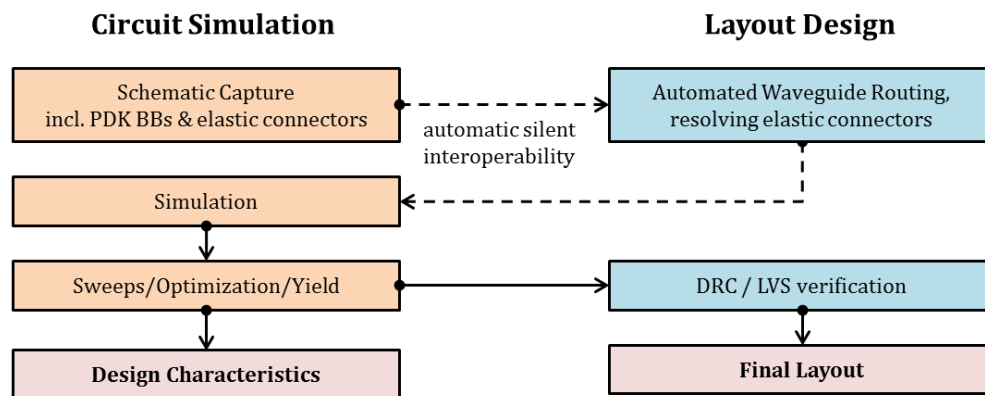 Circuit Simulation
Layout Design
Schematic Capture
incl. PDK BBs & elastic connectors
automatic silent
interoperability
Automated Waveguide Routing,
resolving elastic connectors
Simulation
Sweeps/Optimization/Yield
DRC / LVS verification
Design Characteristics
Final Layout